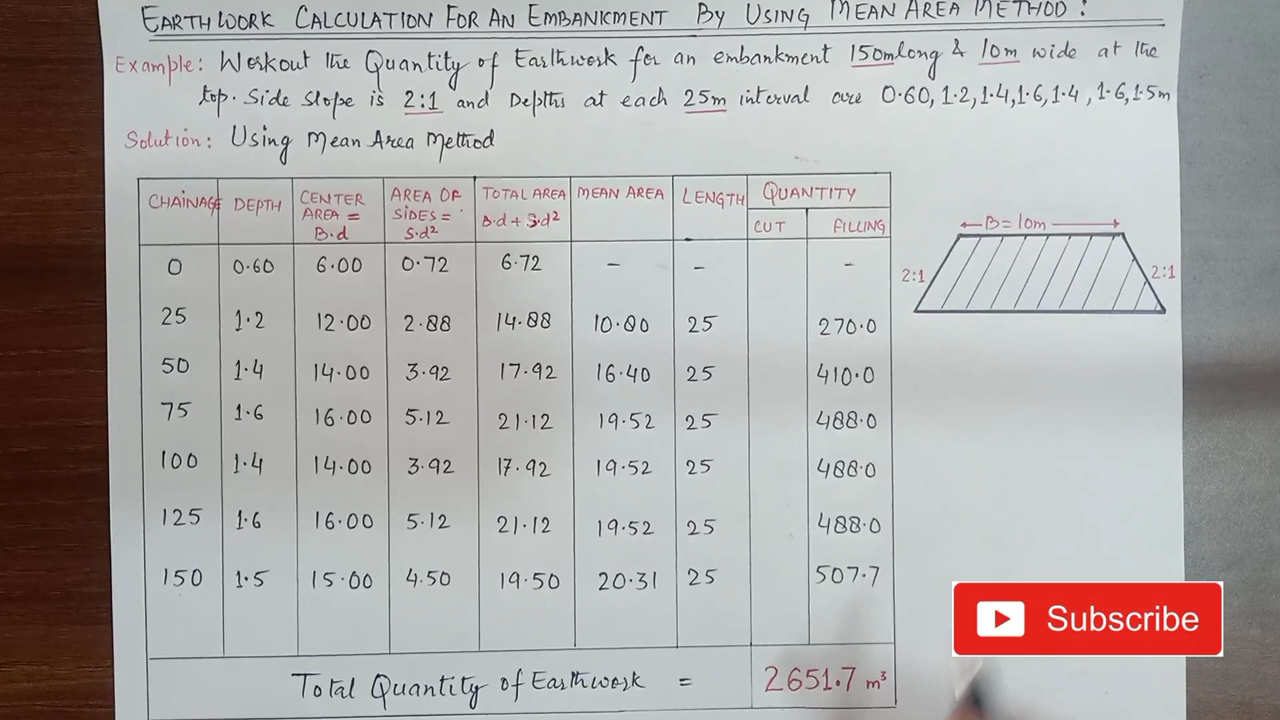 EARTHWORK CALCULATION FOR AN EMBANKMENT BY USING MEAN AREA METHOD:
Example: Workout the Quantity of Earthwork for an embankment 150m long & 10m wide at the
top. Side Slope is 2:1 and Depths at each 25m interval are 0.60, 1.2, 1.4, 1.6, 1.4, 1.6, 1.5m
Solution: Using Mean Area Method
CHAINAGE DEPTH CENTER AREA = B.d AREA OF SIDES = S.d² TOTAL AREA B.d + S.d² MEAN AREA LENGTH QUANTITY
CUT FILLING
0 0.60 6.00 0.72 6.72 - - -
25 1.2 12.00 2.88 14.88 10.80 25 270.0
50 1.4 14.00 3.92 17.92 16.40 25 410.0
75 1.6 16.00 5.12 21.12 19.52 25 488.0
100 1.4 14.00 3.92 17.92 19.52 25 488.0
125 1.6 16.00 5.12 21.12 19.52 25 488.0
150 1.5 15.00 4.50 19.50 20.31 25 507.7
Total Quantity of Earthwork = 2651.7 m³
B = 10m
2:1 2:1
Subscribe